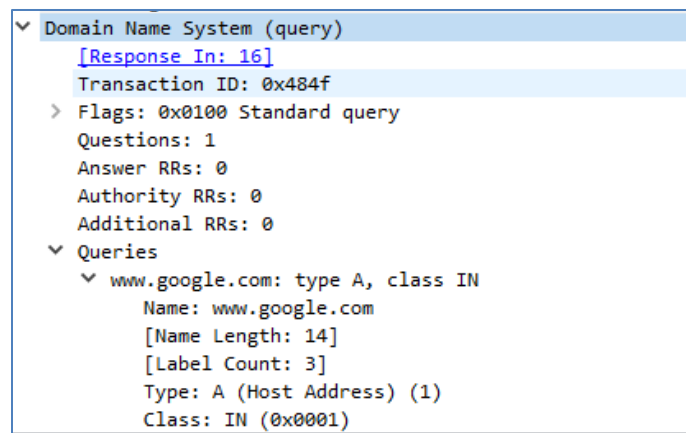 Domain Name System (query)
[Response In: 16]
Transaction ID: 0x484f
Flags: 0x0100 Standard query
Questions: 1
Answer RRs: 0
Authority RRs: 0
Additional RRs: 0
Queries
www.google.com: type A, class IN
Name: www.google.com
[Name Length: 14]
[Label Count: 3]
Type: A (Host Address) (1)
Class: IN (0x0001)